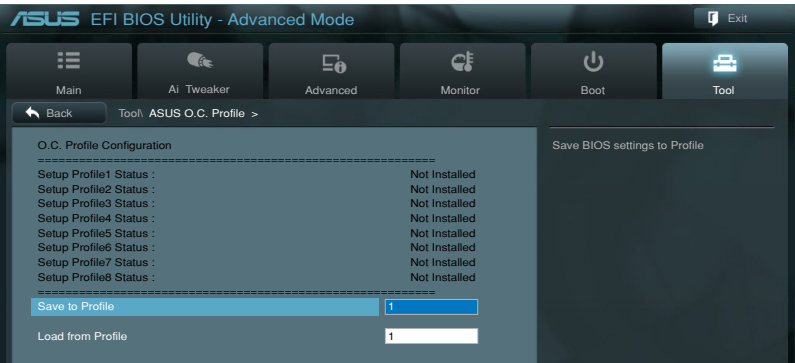 ASUS EFI BIOS Utility - Advanced Mode
Exit
Main
Ai Tweaker
Advanced
Monitor
Boot
Tool
Back
Tool\ ASUS O.C. Profile >
O.C. Profile Configuration
Save BIOS settings to Profile
====================================================
Setup Profile1 Status : Not Installed
Setup Profile2 Status : Not Installed
Setup Profile3 Status : Not Installed
Setup Profile4 Status : Not Installed
Setup Profile5 Status : Not Installed
Setup Profile6 Status : Not Installed
Setup Profile7 Status : Not Installed
Setup Profile8 Status : Not Installed
====================================================
Save to Profile 1
Load from Profile 1